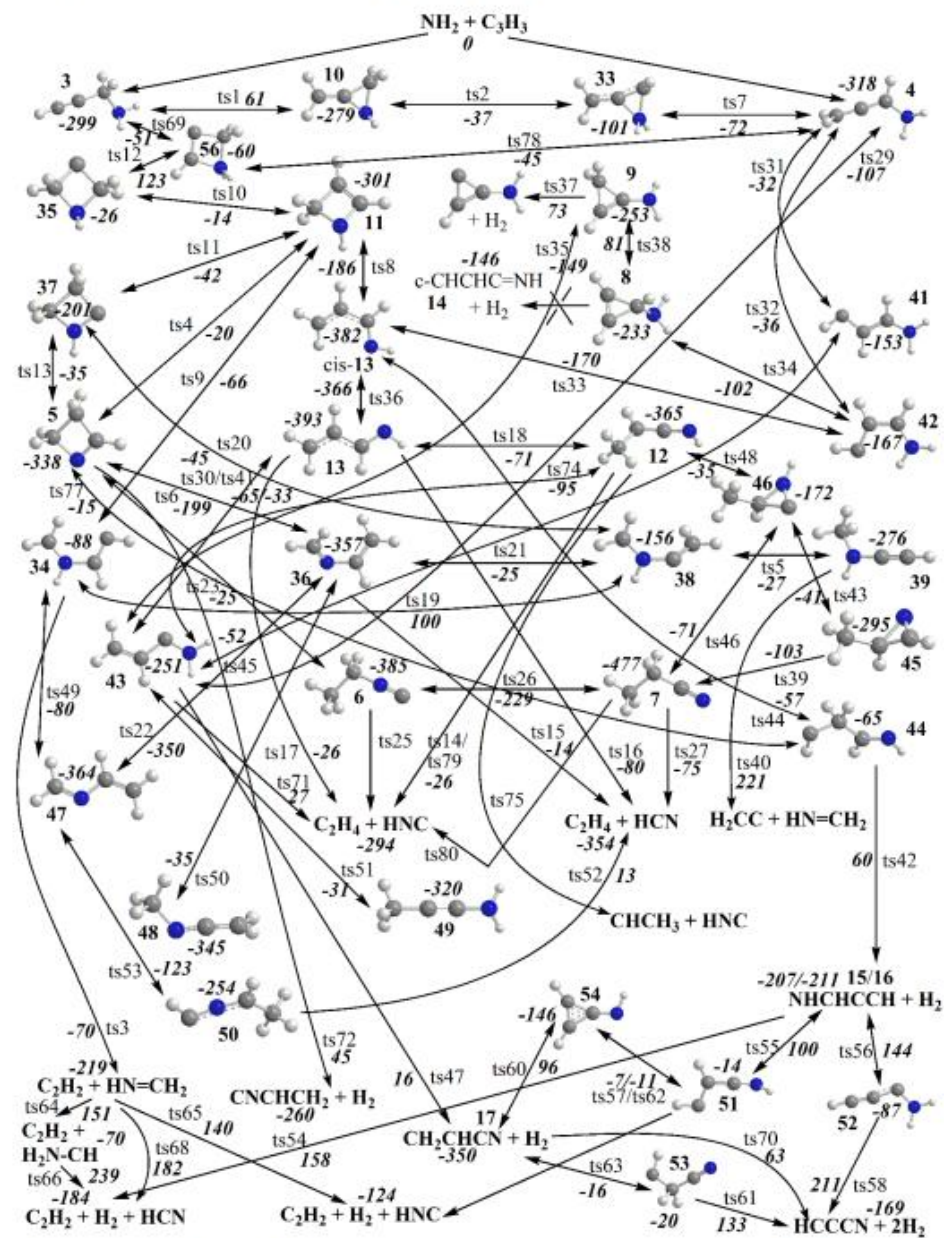 NH₂ + C₃H₃
0
3
-299
ts1 61
10
-279
ts2
-37
33
-101
ts7
-72
-318
4
ts69
-51
ts12
123
56
-60
ts78
-45
ts31
-32
ts29
-107
35
-26
ts10
-14
-301
11
+ H₂
ts37
73
9
-253
81
ts38
ts11
-42
-186
ts8
-146
c-CHCHC=NH
14
+ H₂
ts35
-149
8
-233
37
-201
ts4
-20
-382
cis-13
-366
ts36
ts32
-36
41
-153
ts13
-35
ts9
-66
-170
ts33
-102
ts34
5
-338
-393
13
ts18
-71
-365
12
42
-167
ts20
-45
ts30/ts41
-65/-33
ts6
-199
ts74
-95
ts48
-35
46
-172
ts77
-15
-88
34
-357
36
ts21
-25
-156
38
ts5
-27
-276
39
ts23
-25
ts19
100
-41
ts43
-52
-251
43
ts45
-385
6
ts26
-229
-477
7
-71
ts46
-103
-295
45
ts49
-80
ts22
-350
ts39
-57
ts44
-65
44
-364
47
ts17
-26
ts71
27
ts25
ts14/
ts79
-26
ts15
-14
ts16
-80
ts27
-75
ts40
221
ts75
C₂H₄ + HNC
-294
C₂H₄ + HCN
-354
H₂CC + HN=CH₂
ts80
60
ts42
-35
ts50
ts51
-31
-320
49
ts52
13
48
-345
CHCH₃ + HNC
ts53
-123
-254
50
-207/-211
15/16
NHCHCCH + H₂
54
-146
-70
ts3
ts72
45
16
ts47
ts60
96
-7/-11
ts57/ts62
ts55
100
ts56
144
-14
51
52
-87
-219
C₂H₂ + HN=CH₂
CNCHCH₂ + H₂
-260
ts64
151
ts65
140
C₂H₂ +
H₂N-CH
-70
ts68
182
ts54
158
17
CH₂CHCN + H₂
-350
ts70
63
ts66
239
ts63
-16
53
-20
ts61
133
211
ts58
-184
C₂H₂ + H₂ + HCN
-124
C₂H₂ + H₂ + HNC
-169
HCCCN + 2H₂